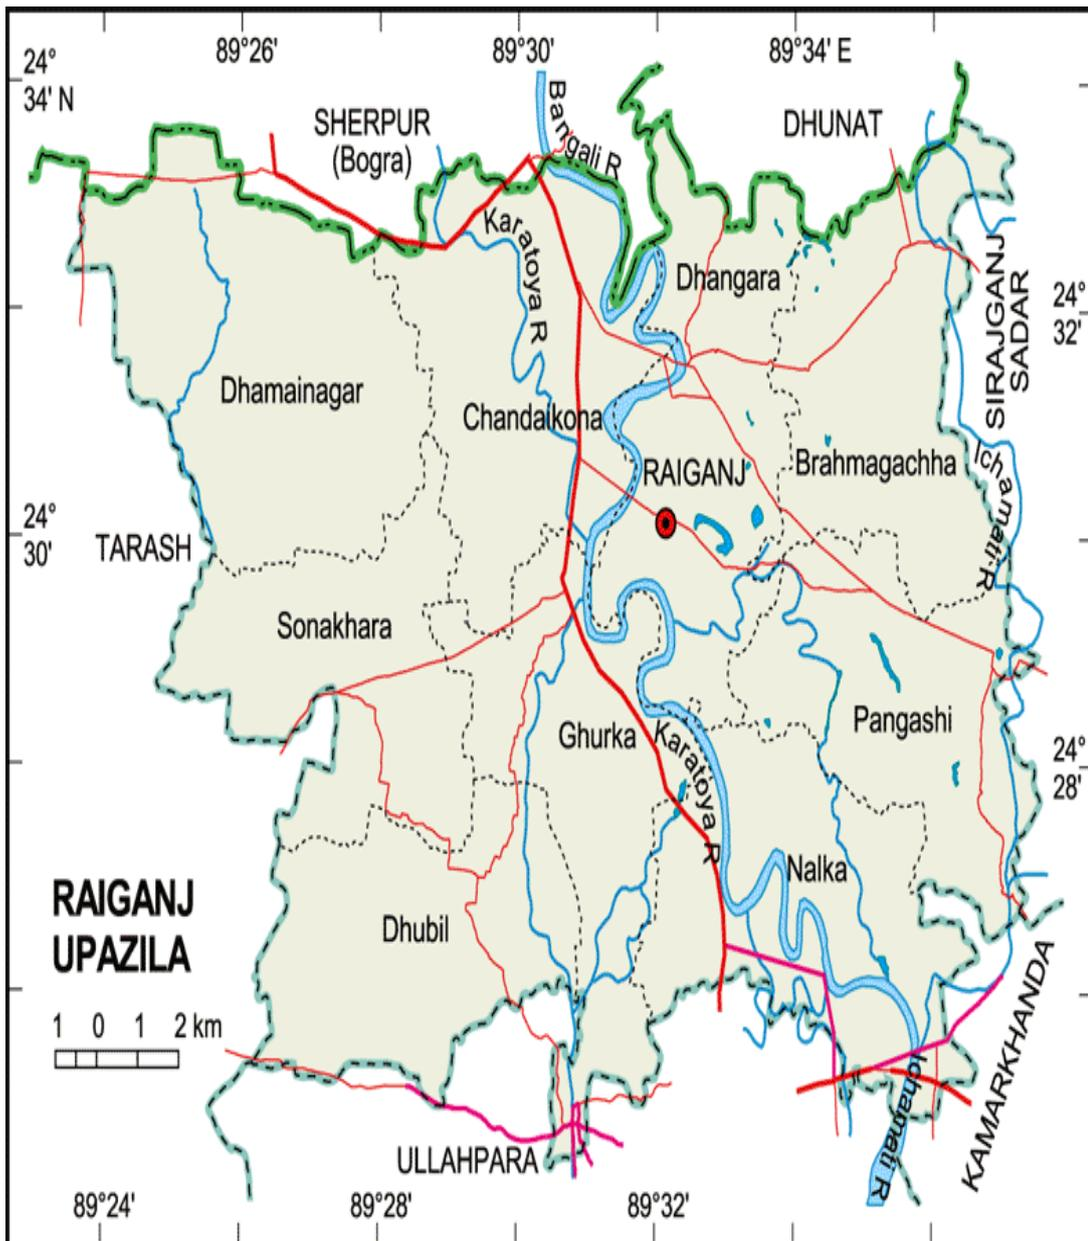 89°26'
89°30'
89°34' E
24°
34' N
SHERPUR
(Bogra)
Bangali R
DHUNAT
Karatoya R
Dhangara
SIRAJGANJ
SADAR
24°
32'
Dhamainagar
Chandaikona
RAIGANJ
Brahmagachha
Ichamati R
24°
30'
TARASH
Sonakhara
Ghurka
Karatoya R
Pangashi
24°
28'
Nalka
RAIGANJ
UPAZILA
Dhubil
1 0 1 2 km
KAMARKHANDA
Ichamati R
ULLAHPARA
89°24'
89°28'
89°32'